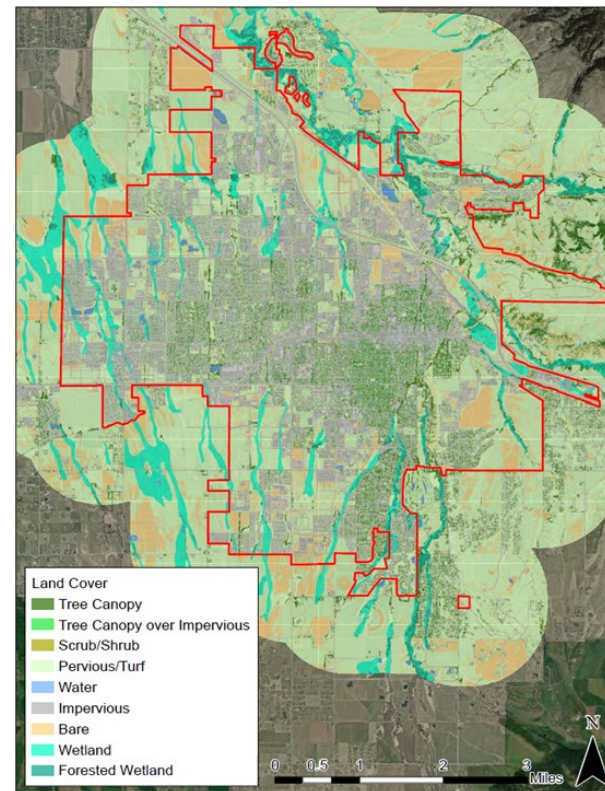 Land Cover
Tree Canopy
Tree Canopy over Impervious
Scrub/Shrub
Pervious/Turf
Water
Impervious
Bare
Wetland
Forested Wetland
N
0 0.5 1 2 3
Miles